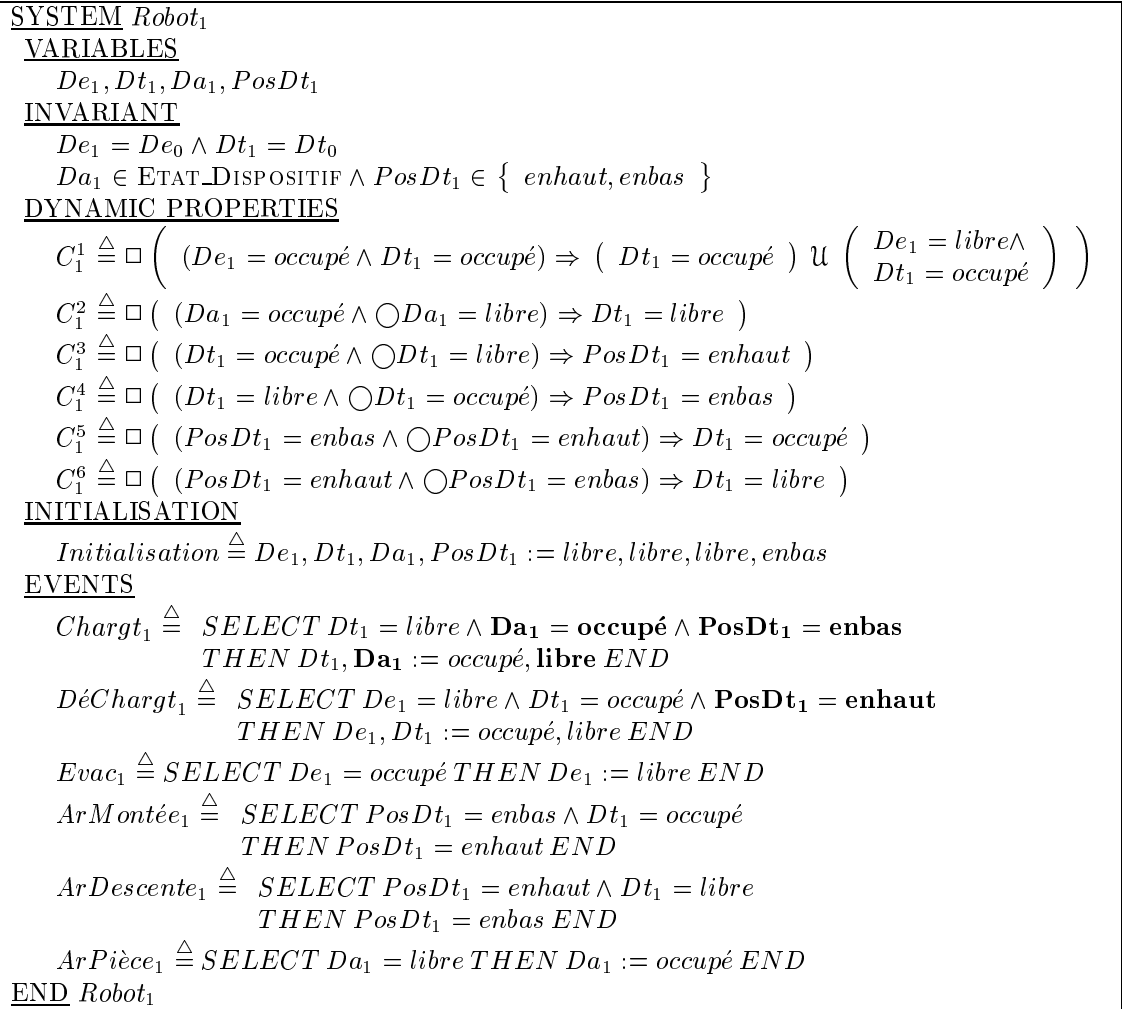 SYSTEM Robot₁
VARIABLES
De₁, Dt₁, Da₁, PosDt₁
INVARIANT
De₁ = De₀ ∧ Dt₁ = Dt₀
Da₁ ∈ ETAT_DISPOSITIF ∧ PosDt₁ ∈ { enhaut, enbas }
DYNAMIC PROPERTIES
C₁¹ ≜ □ ( (De₁ = occupé ∧ Dt₁ = occupé) ⇒ ( Dt₁ = occupé ) 𝔘 ( De₁ = libre∧
Dt₁ = occupé ) )
C₁² ≜ □ ( (Da₁ = occupé ∧ ◯Da₁ = libre) ⇒ Dt₁ = libre )
C₁³ ≜ □ ( (Dt₁ = occupé ∧ ◯Dt₁ = libre) ⇒ PosDt₁ = enhaut )
C₁⁴ ≜ □ ( (Dt₁ = libre ∧ ◯Dt₁ = occupé) ⇒ PosDt₁ = enbas )
C₁⁵ ≜ □ ( (PosDt₁ = enbas ∧ ◯PosDt₁ = enhaut) ⇒ Dt₁ = occupé )
C₁⁶ ≜ □ ( (PosDt₁ = enhaut ∧ ◯PosDt₁ = enbas) ⇒ Dt₁ = libre )
INITIALISATION
Initialisation ≜ De₁, Dt₁, Da₁, PosDt₁ := libre, libre, libre, enbas
EVENTS
Chargt₁ ≜ SELECT Dt₁ = libre ∧ Da₁ = occupé ∧ PosDt₁ = enbas
THEN Dt₁, Da₁ := occupé, libre END
DéChargt₁ ≜ SELECT De₁ = libre ∧ Dt₁ = occupé ∧ PosDt₁ = enhaut
THEN De₁, Dt₁ := occupé, libre END
Evac₁ ≜ SELECT De₁ = occupé THEN De₁ := libre END
ArMontée₁ ≜ SELECT PosDt₁ = enbas ∧ Dt₁ = occupé
THEN PosDt₁ = enhaut END
ArDescente₁ ≜ SELECT PosDt₁ = enhaut ∧ Dt₁ = libre
THEN PosDt₁ = enbas END
ArPièce₁ ≜ SELECT Da₁ = libre THEN Da₁ := occupé END
END Robot₁